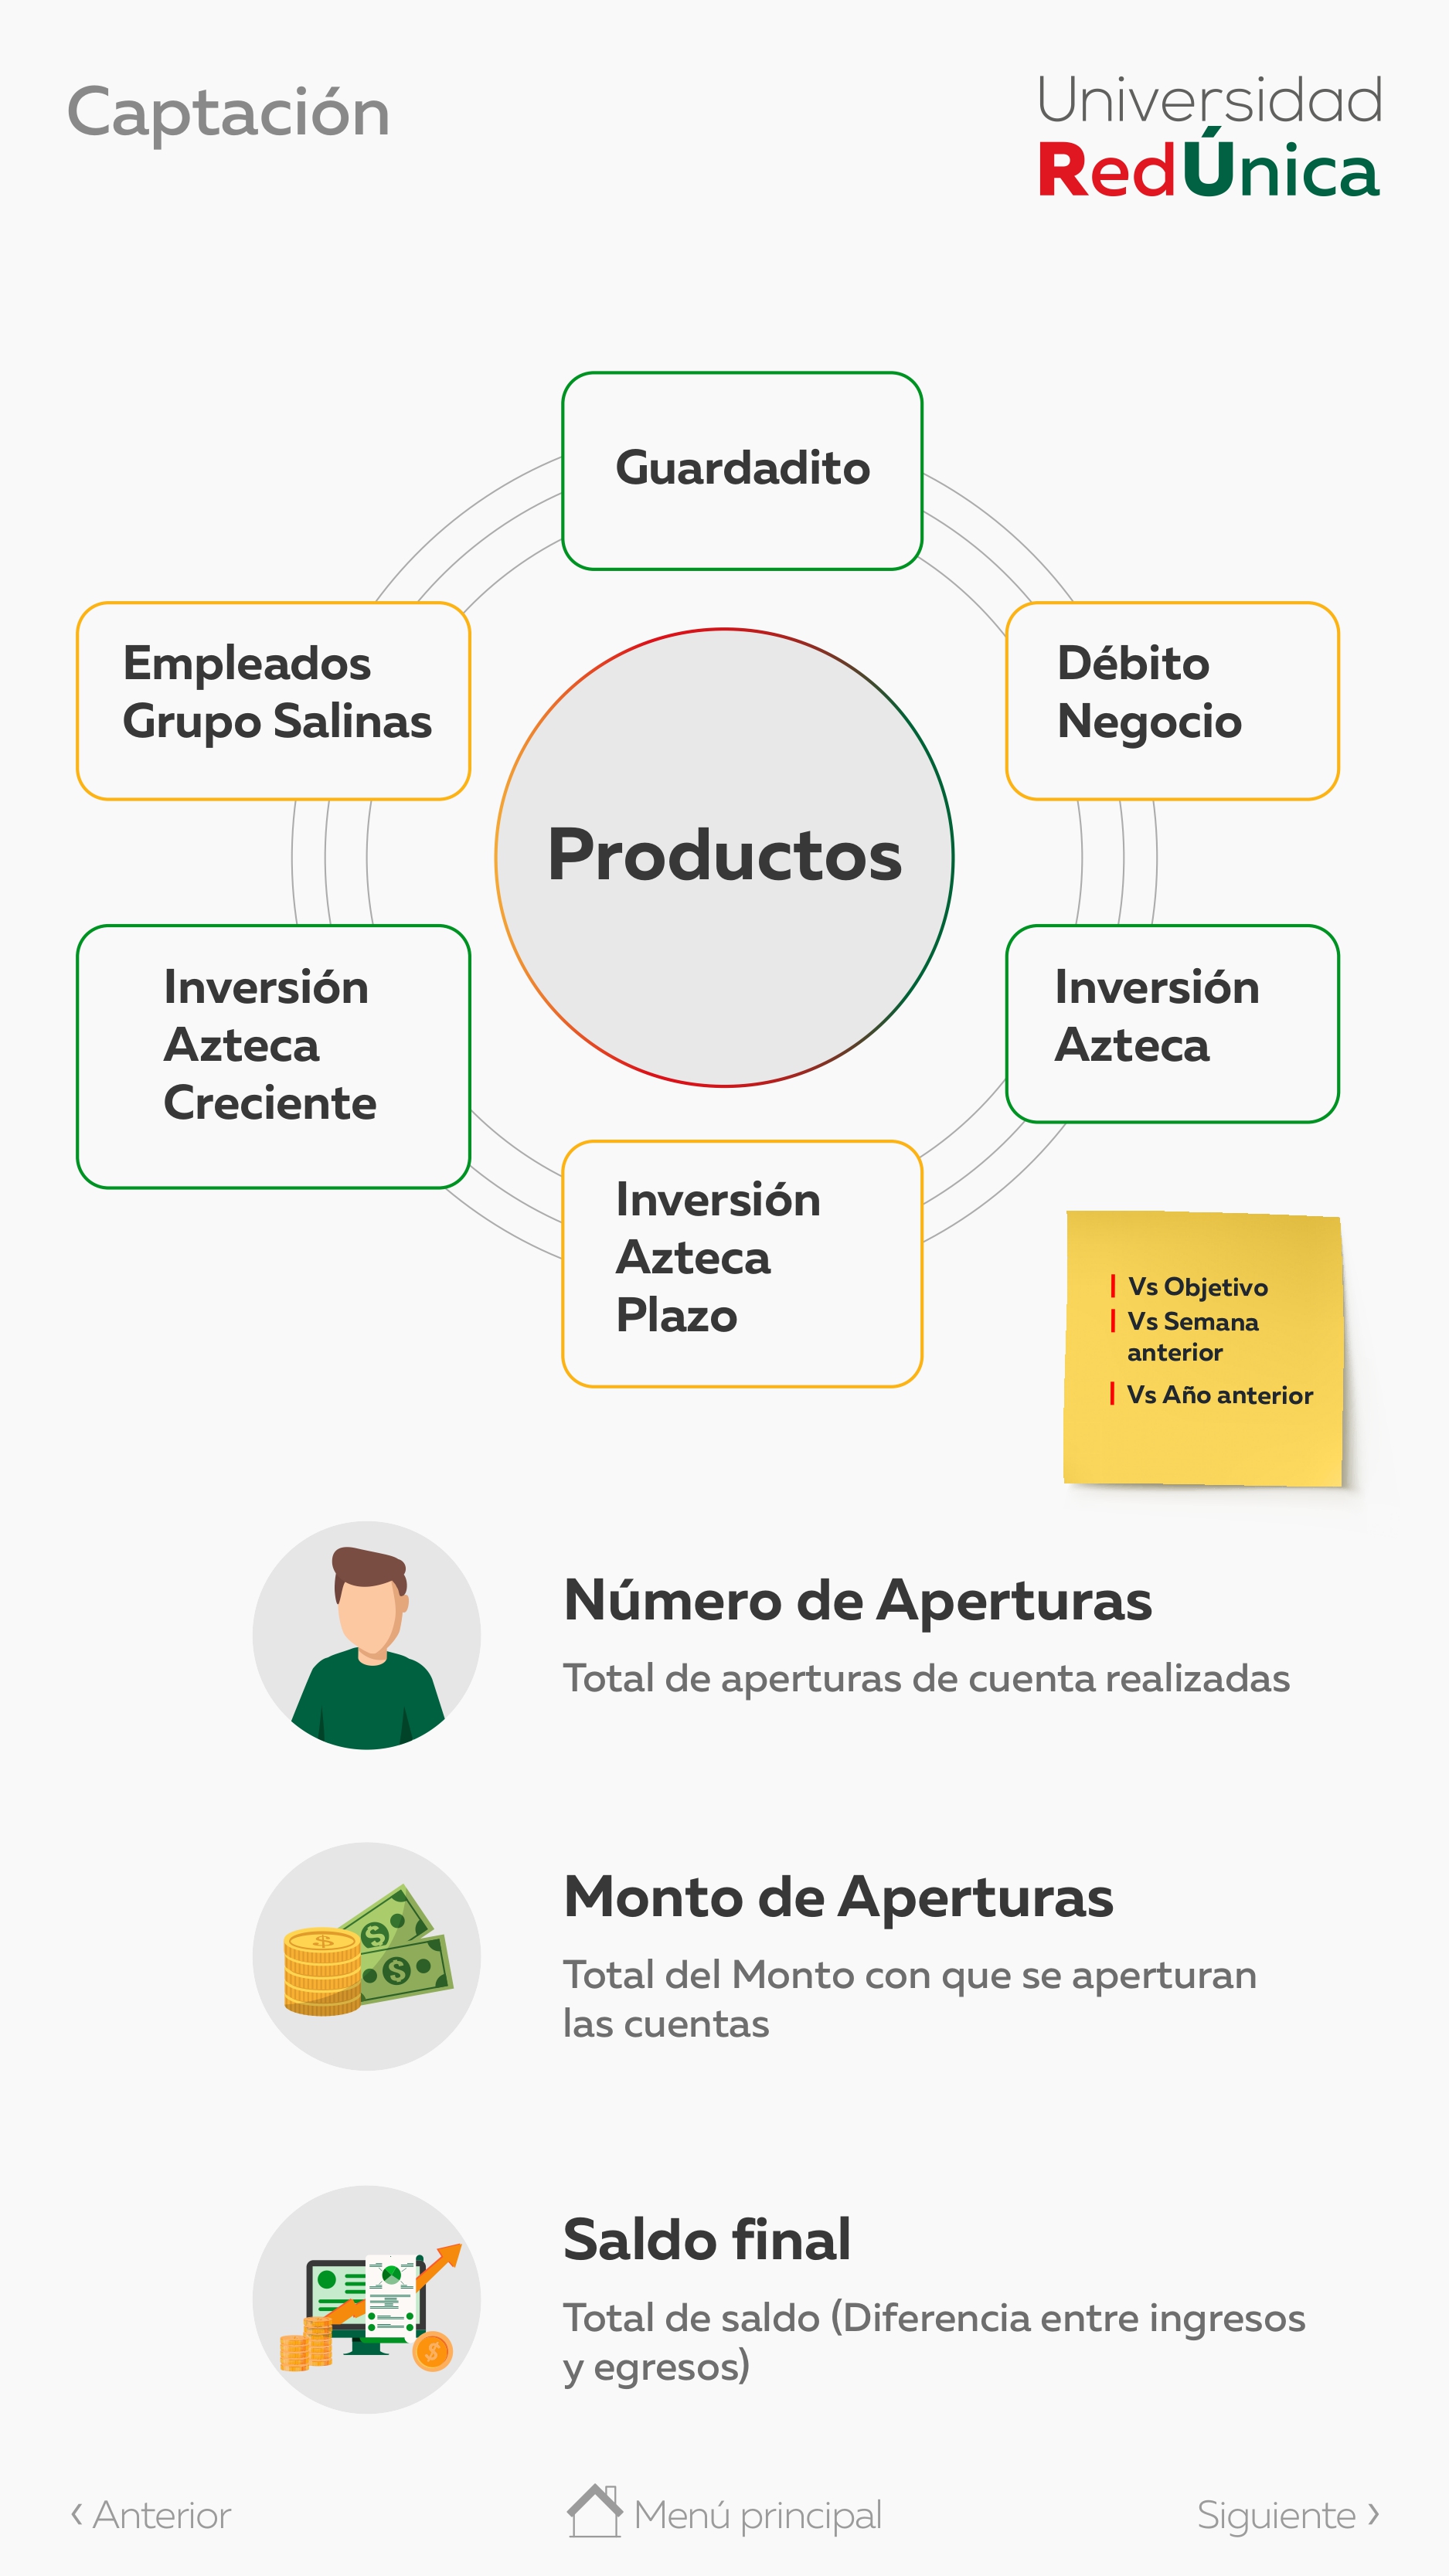 Captación
Universidad
RedÚnica
Guardadito
Empleados
Grupo Salinas
Débito
Negocio
Productos
Inversión
Azteca
Creciente
Inversión
Azteca
Inversión
Azteca
Plazo
Vs Objetivo
Vs Semana
anterior
Vs Año anterior
Número de Aperturas
Total de aperturas de cuenta realizadas
Monto de Aperturas
Total del Monto con que se aperturan
las cuentas
Saldo final
Total de saldo (Diferencia entre ingresos
y egresos)
‹ Anterior
Menú principal
Siguiente ›